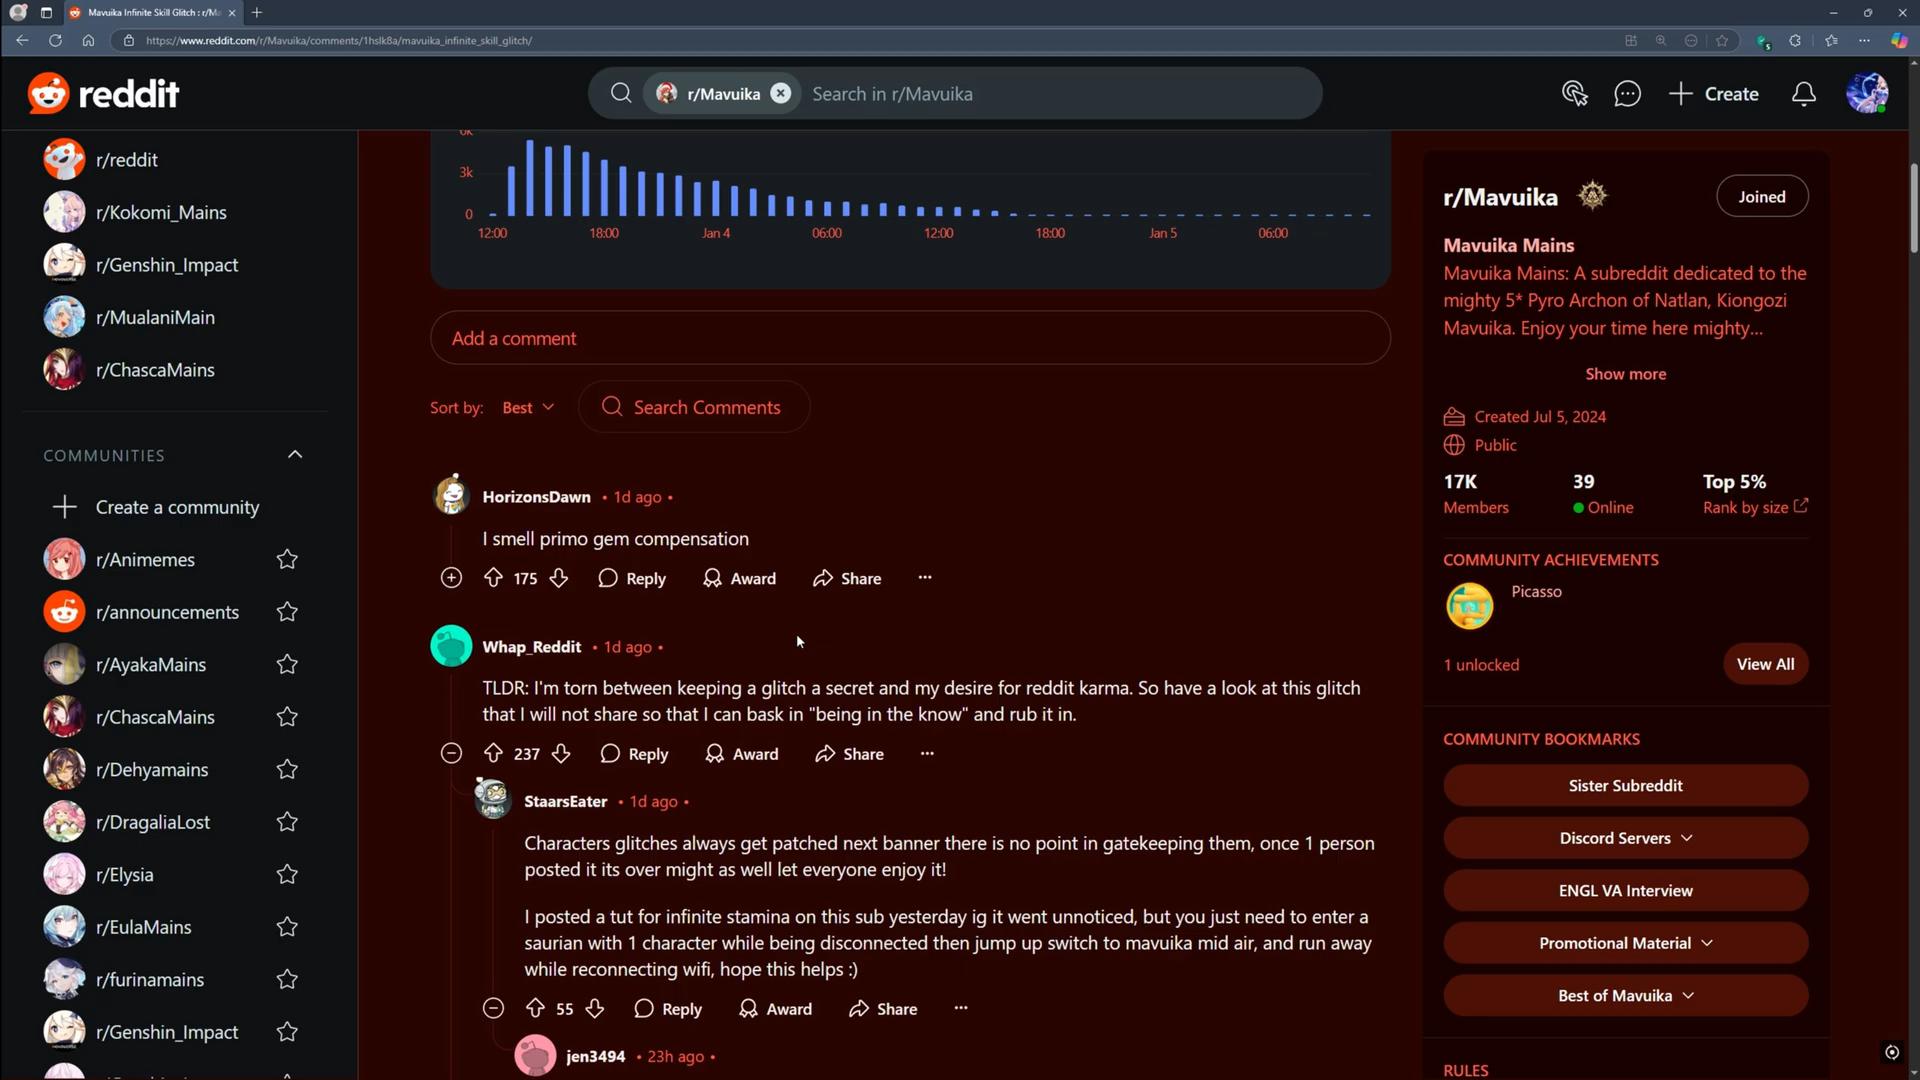 Mavuika Infinite Skill Glitch : r/Ma
https://www.reddit.com/r/Mavuika/comments/1hslk8a/mavuika_infinite_skill_glitch/
reddit
r/Mavuika
Search in r/Mavuika
Create
r/reddit
r/Kokomi_Mains
r/Genshin_Impact
r/MualaniMain
r/ChascaMains
COMMUNITIES
Create a community
r/Animemes
r/announcements
r/AyakaMains
r/ChascaMains
r/Dehyamains
r/DragaliaLost
r/Elysia
r/EulaMains
r/furinamains
r/Genshin_Impact
6k
3k
0
12:00 18:00 Jan 4 06:00 12:00 18:00 Jan 5 06:00
Add a comment
Sort by: Best
Search Comments
HorizonsDawn • 1d ago •
I smell primo gem compensation
175 Reply Award Share ...
Whap_Reddit • 1d ago •
TLDR: I'm torn between keeping a glitch a secret and my desire for reddit karma. So have a look at this glitch
that I will not share so that I can bask in "being in the know" and rub it in.
237 Reply Award Share ...
StaarsEater • 1d ago •
Characters glitches always get patched next banner there is no point in gatekeeping them, once 1 person
posted it its over might as well let everyone enjoy it!
I posted a tut for infinite stamina on this sub yesterday ig it went unnoticed, but you just need to enter a
saurian with 1 character while being disconnected then jump up switch to mavuika mid air, and run away
while reconnecting wifi, hope this helps :)
55 Reply Award Share ...
jen3494 • 23h ago •
r/Mavuika
Joined
Mavuika Mains
Mavuika Mains: A subreddit dedicated to the
mighty 5* Pyro Archon of Natlan, Kiongozi
Mavuika. Enjoy your time here mighty...
Show more
Created Jul 5, 2024
Public
17K 39 Top 5%
Members Online Rank by size
COMMUNITY ACHIEVEMENTS
Picasso
1 unlocked
View All
COMMUNITY BOOKMARKS
Sister Subreddit
Discord Servers
ENGL VA Interview
Promotional Material
Best of Mavuika
RULES